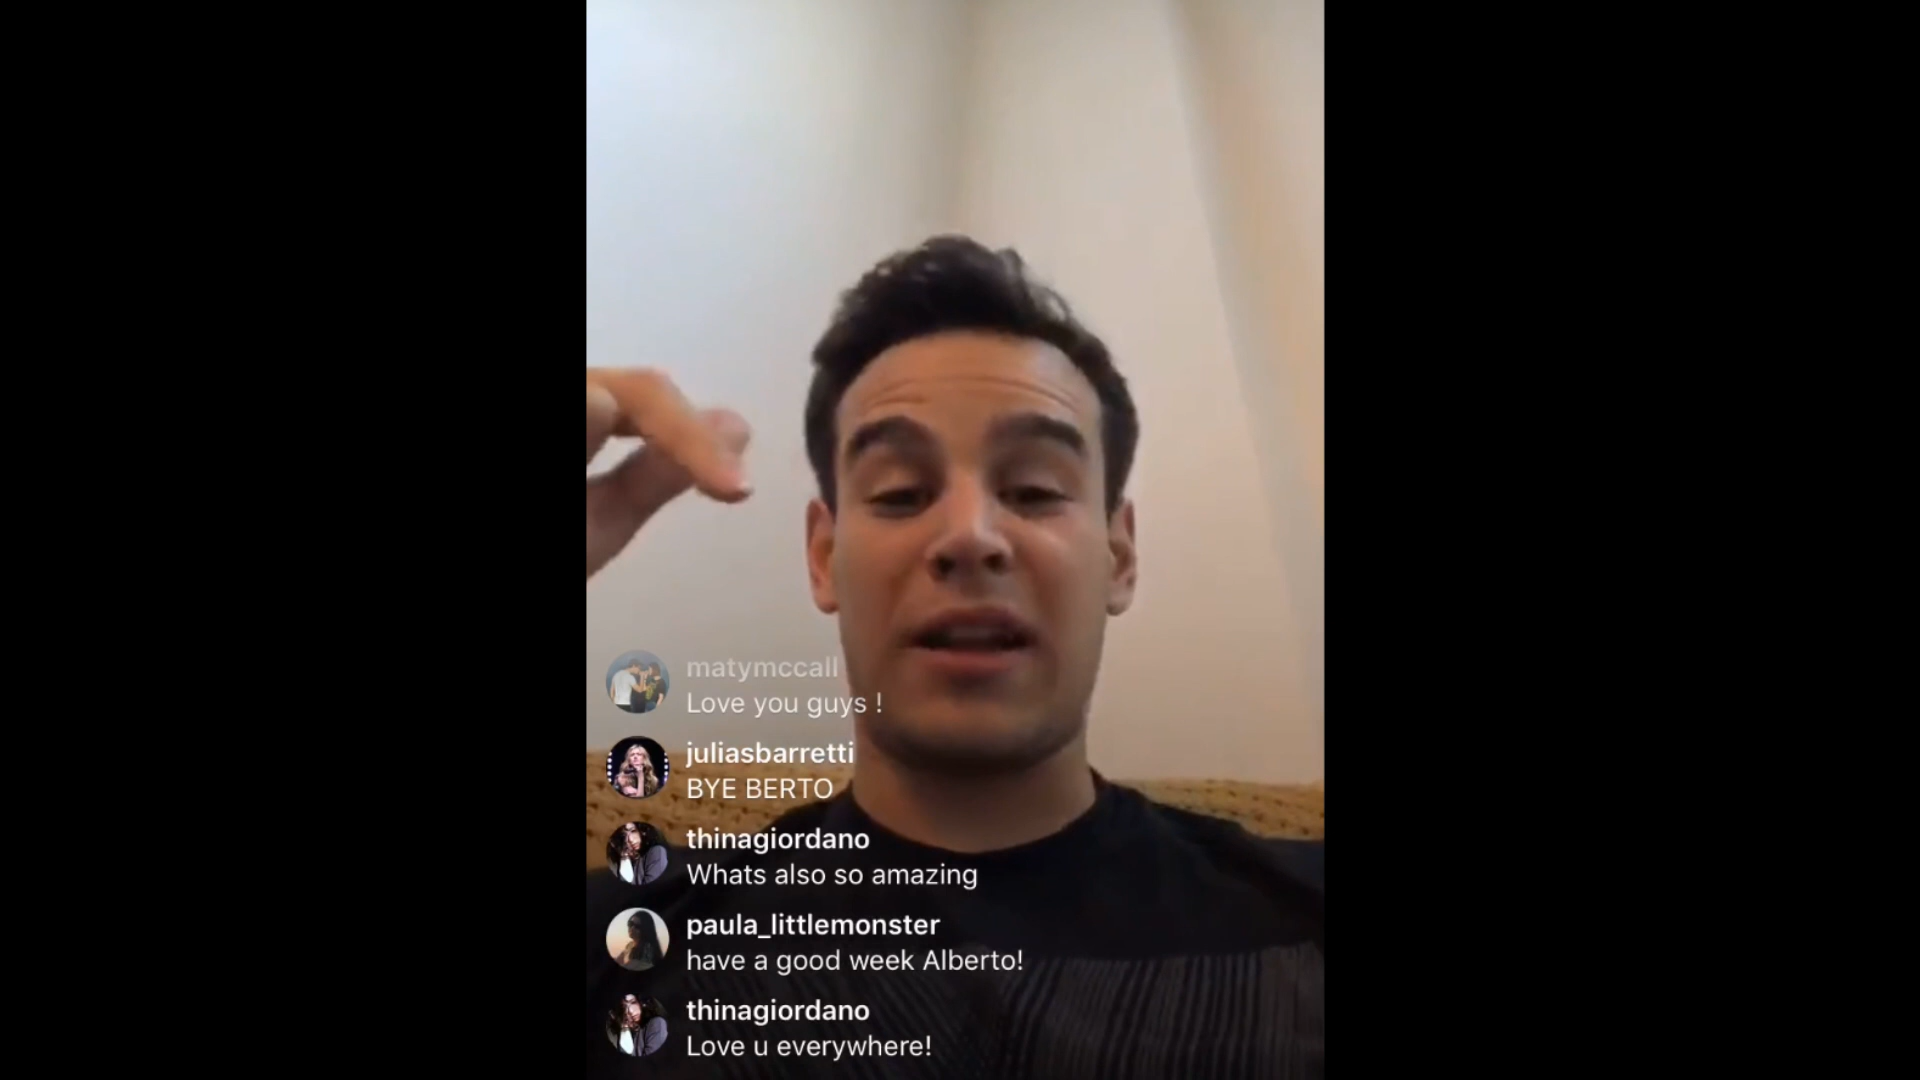 matymccall
Love you guys !
juliasbarretti
BYE BERTO
thinagiordano
Whats also so amazing
paula_littlemonster
have a good week Alberto!
thinagiordano
Love u everywhere!